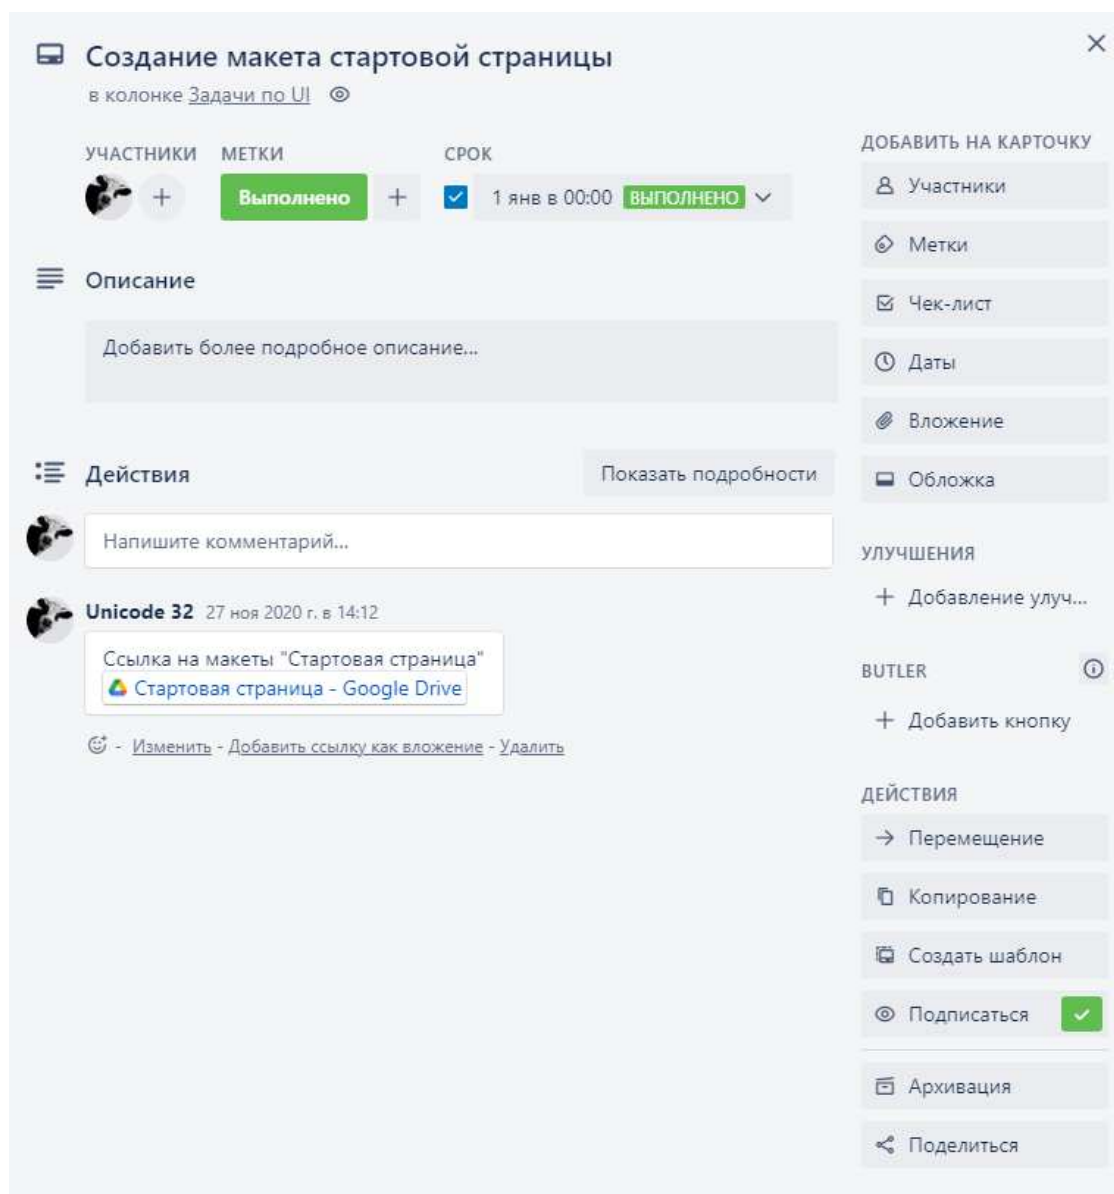 Создание макета стартовой страницы
в колонке Задачи по UI
УЧАСТНИКИ МЕТКИ СРОК
Выполнено 1 янв в 00:00 ВЫПОЛНЕНО
Описание
Добавить более подробное описание...
Действия Показать подробности
Напишите комментарий...
Unicode 32 27 ноя 2020 г. в 14:12
Ссылка на макеты "Стартовая страница"
Стартовая страница - Google Drive
- Изменить - Добавить ссылку как вложение - Удалить
ДОБАВИТЬ НА КАРТОЧКУ
Участники
Метки
Чек-лист
Даты
Вложение
Обложка
УЛУЧШЕНИЯ
+ Добавление улуч...
BUTLER
+ Добавить кнопку
ДЕЙСТВИЯ
Перемещение
Копирование
Создать шаблон
Подписаться
Архивация
Поделиться